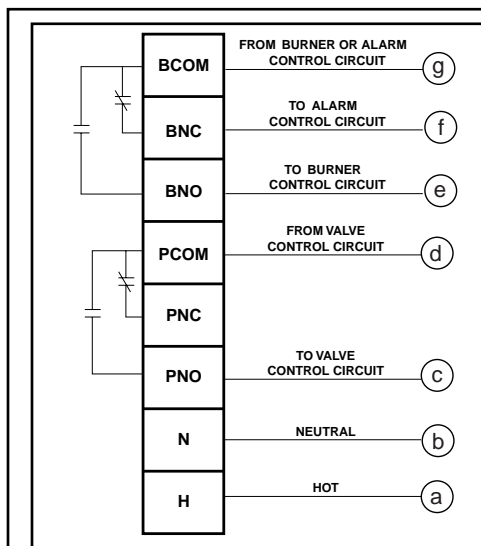 BCOM
FROM BURNER OR ALARM
CONTROL CIRCUIT
g
BNC
TO ALARM
CONTROL CIRCUIT
f
BNO
TO BURNER
CONTROL CIRCUIT
e
PCOM
FROM VALVE
CONTROL CIRCUIT
d
PNC
PNO
TO VALVE
CONTROL CIRCUIT
c
N
NEUTRAL
b
H
HOT
a